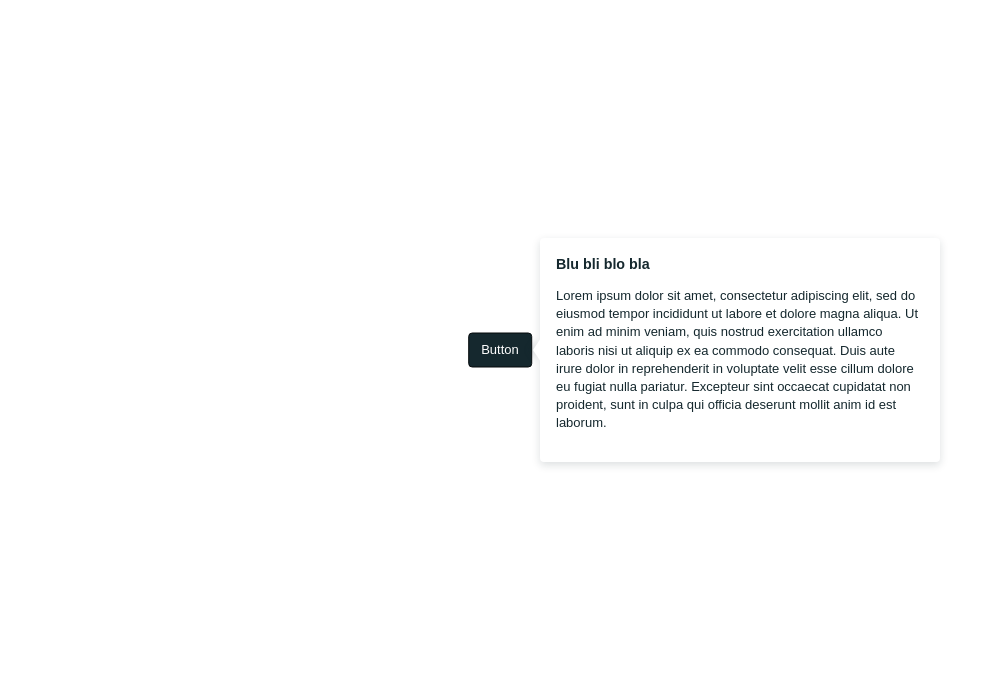 Blu bli blo bla
Lorem ipsum dolor sit amet, consectetur adipiscing elit, sed do
eiusmod tempor incididunt ut labore et dolore magna aliqua. Ut
enim ad minim veniam, quis nostrud exercitation ullamco
Button
laboris nisi ut aliquip ex ea commodo consequat. Duis aute
irure dolor in reprehenderit in voluptate velit esse cillum dolore
eu fugiat nulla pariatur. Excepteur sint occaecat cupidatat non
proident, sunt in culpa qui officia deserunt mollit anim id est
laborum.